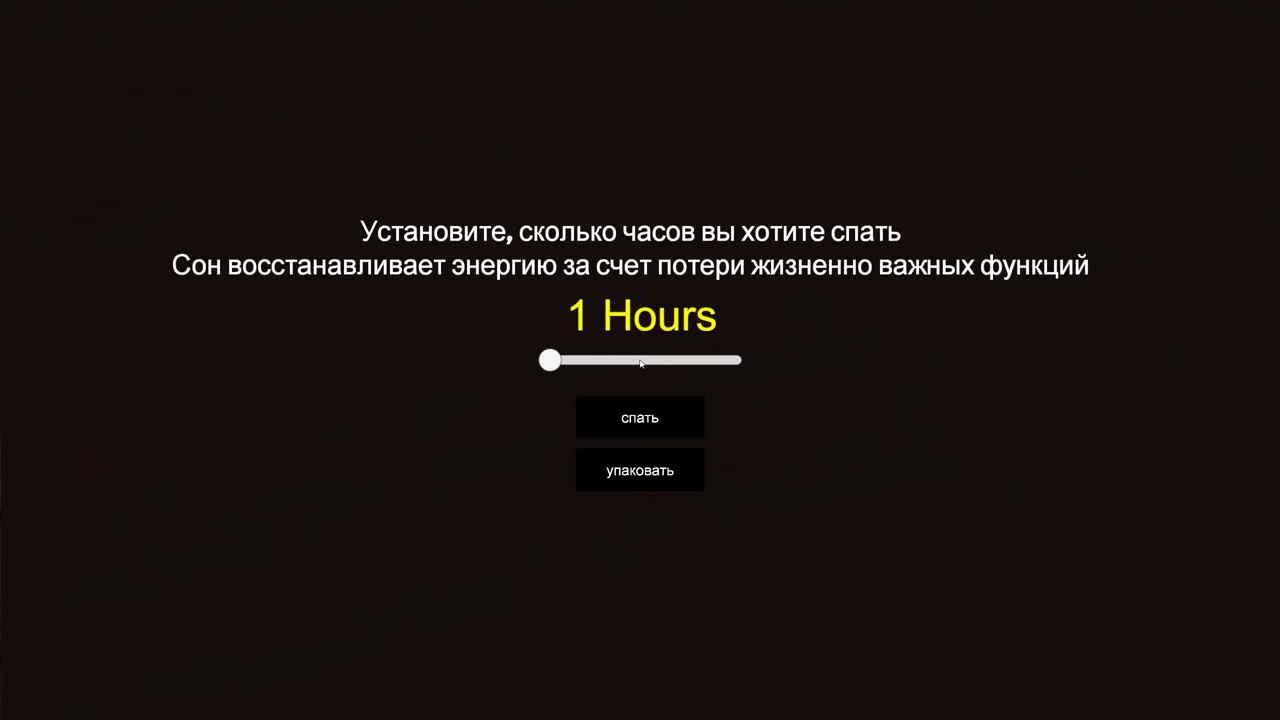 Установите, сколько часов вы хотите спать
Сон восстанавливает энергию за счет потери жизненно важных функций
1 Hours
спать
упаковать